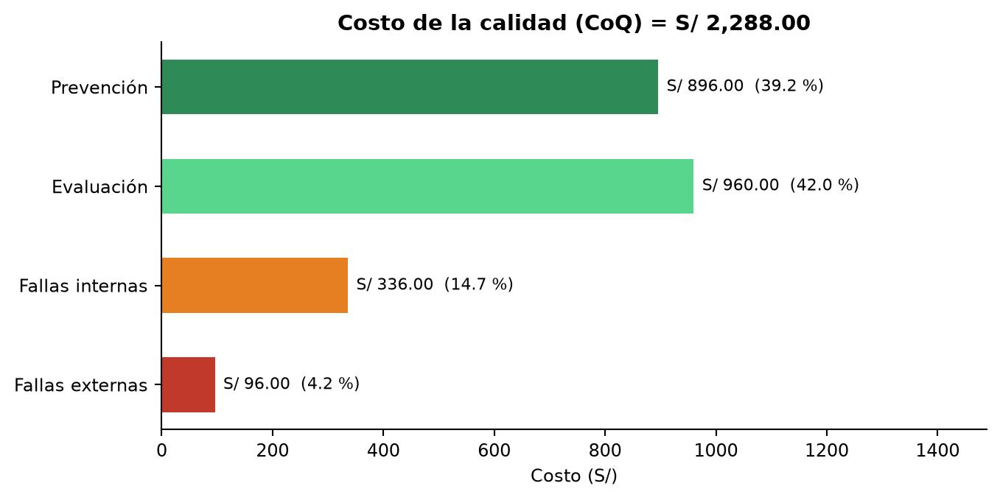 Costo de la calidad (CoQ) = S/ 2,288.00
Prevención
S/ 896.00  (39.2 %)
Evaluación
S/ 960.00  (42.0 %)
Fallas internas
S/ 336.00  (14.7 %)
Fallas externas
S/ 96.00  (4.2 %)
0 200 400 600 800 1000 1200 1400
Costo (S/)